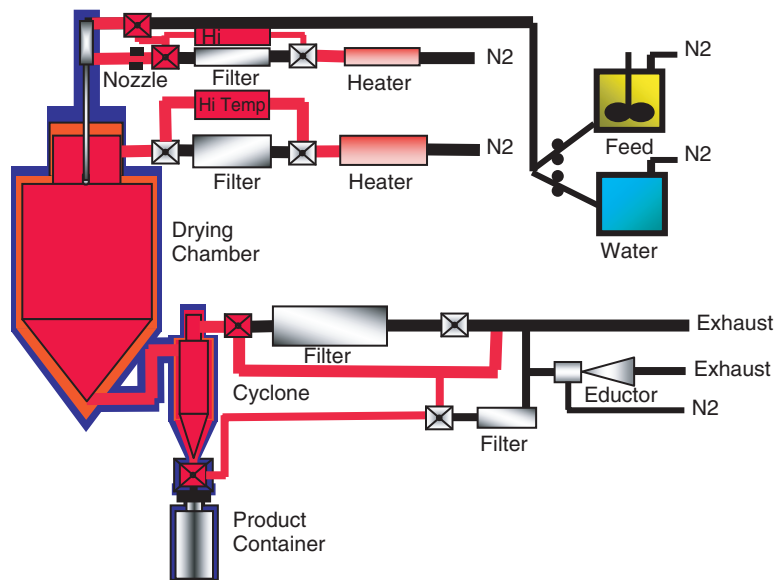 Hi
N2
N2
Nozzle
Filter
Heater
Hi Temp
Feed
N2
N2
Filter
Heater
Water
Drying
Chamber
Exhaust
Filter
Exhaust
Cyclone
Eductor
N2
Filter
Product
Container